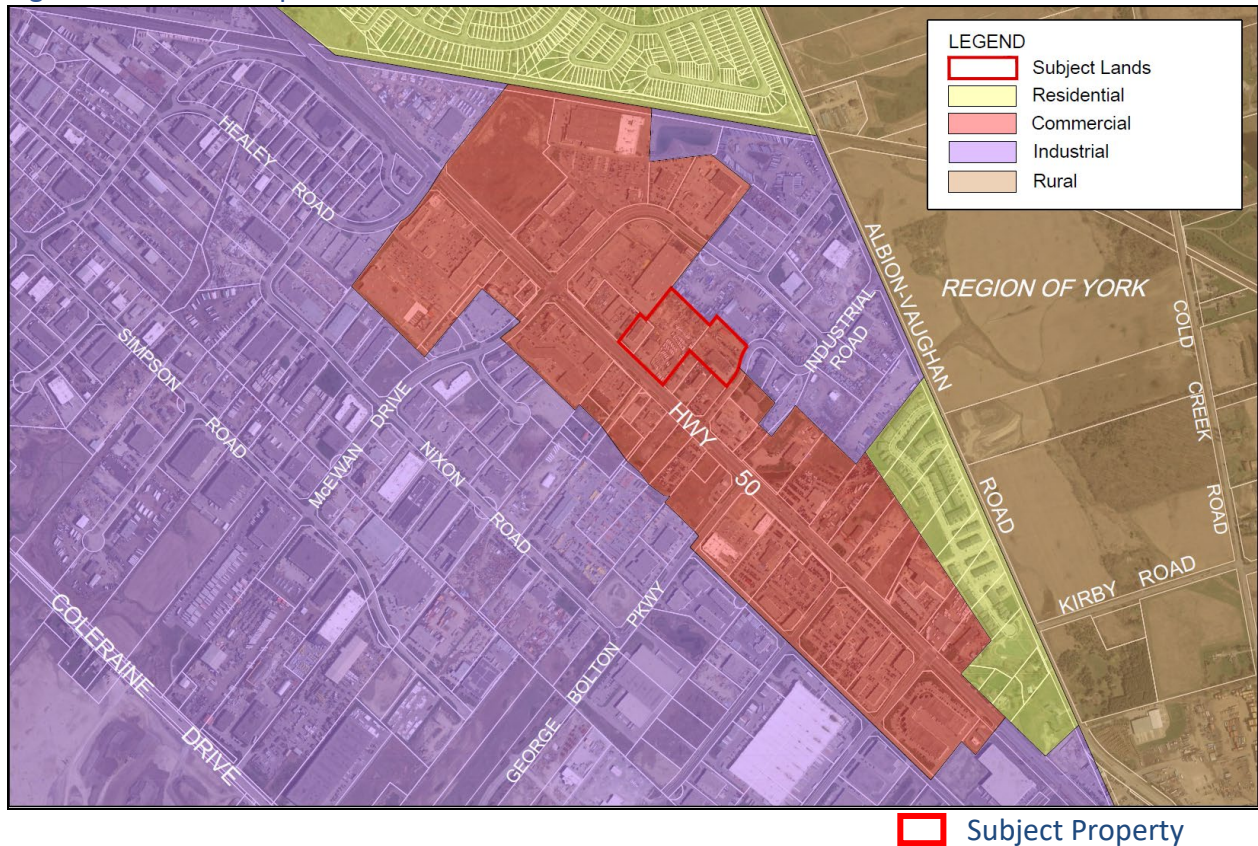 LEGEND
Subject Lands
Residential
Commercial
Industrial
Rural
HEALEY ROAD
SIMPSON ROAD
McEWAN DRIVE
NIXON ROAD
HWY 50
INDUSTRIAL ROAD
ALBION-VAUGHAN ROAD
REGION OF YORK
COLD CREEK ROAD
KIRBY ROAD
GEORGE BOLTON PKWY
COLERAINE DRIVE
Subject Property